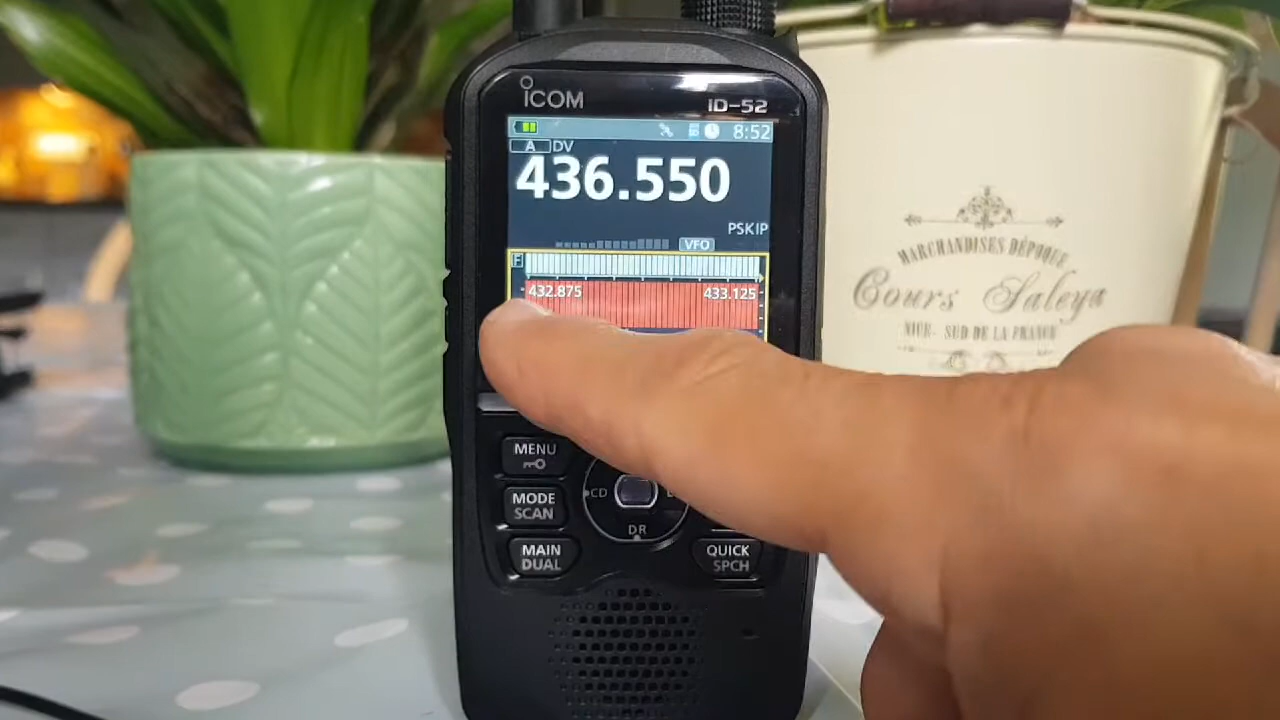 iCOM
iD-52
8:52
A DV
436.550
PSKIP
VFO
F
432.875 433.125
MENU
CD
MODE
SCAN
DR
MAIN
DUAL
QUICK
SPCH
MARCHANDISES DÉPOQUE
Cours Saleya
NICE- SUD DE LA FRANCE